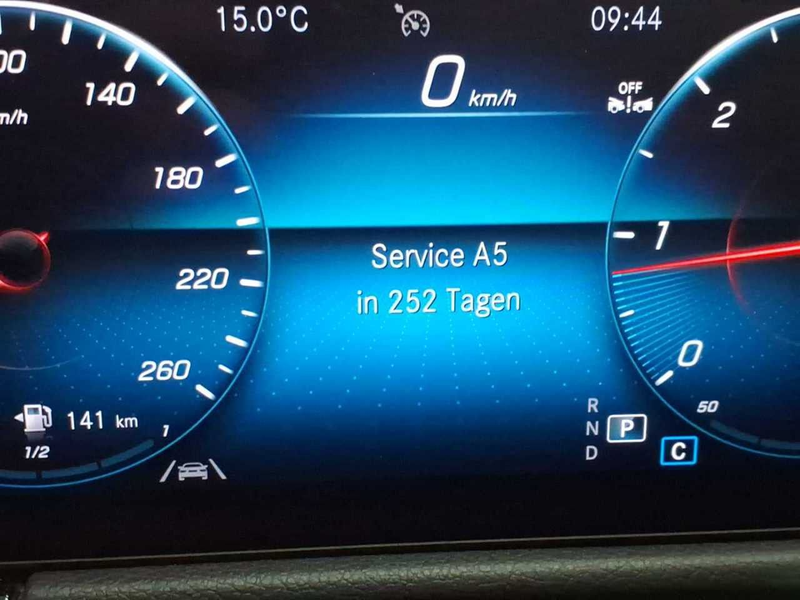 15.0°C
09:44
0 km/h
OFF
140
180
220
260
Service A5
in 252 Tagen
2
1
0
141 km
1/2
1
50
R
N
P
D
C